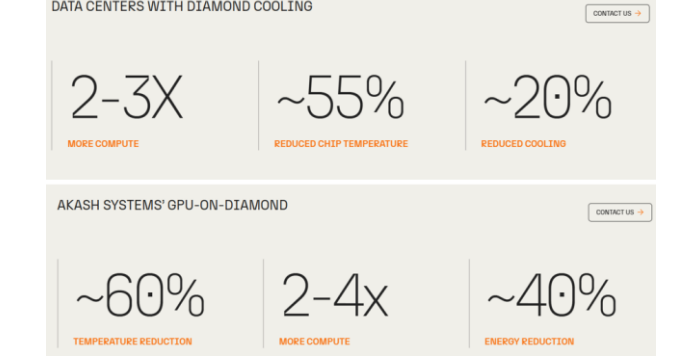 DATA CENTERS WITH DIAMOND COOLING
CONTACT US →
2-3X
~55%
~20%
MORE COMPUTE
REDUCED CHIP TEMPERATURE
REDUCED COOLING
AKASH SYSTEMS' GPU-ON-DIAMOND
CONTACT US →
~60%
2-4x
~40%
TEMPERATURE REDUCTION
MORE COMPUTE
ENERGY REDUCTION